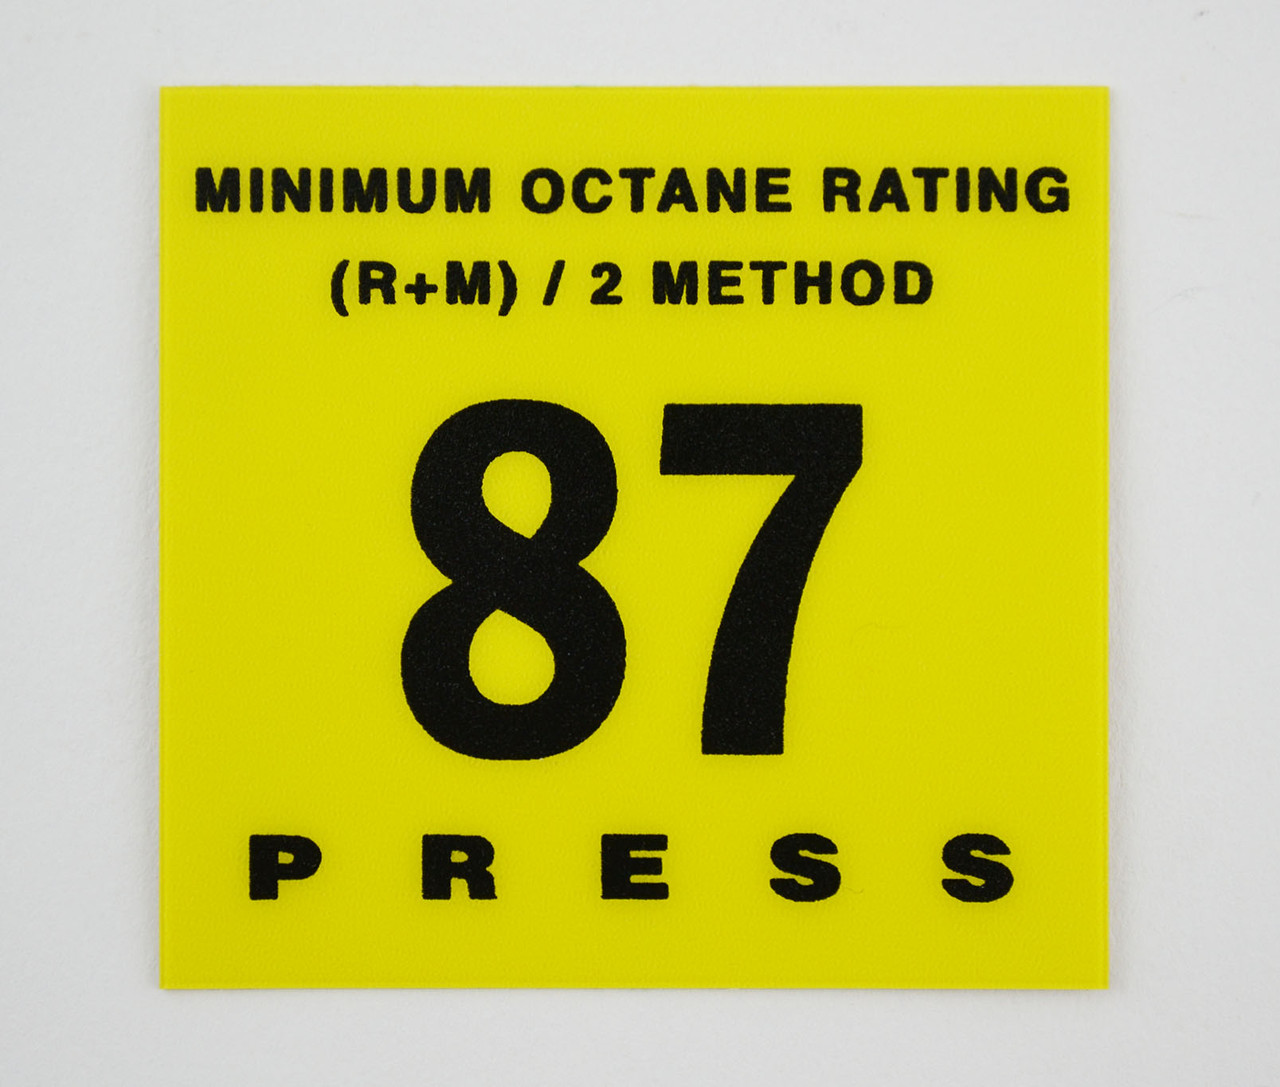 MINIMUM OCTANE RATING
(R+M) / 2 METHOD
87
PRESS